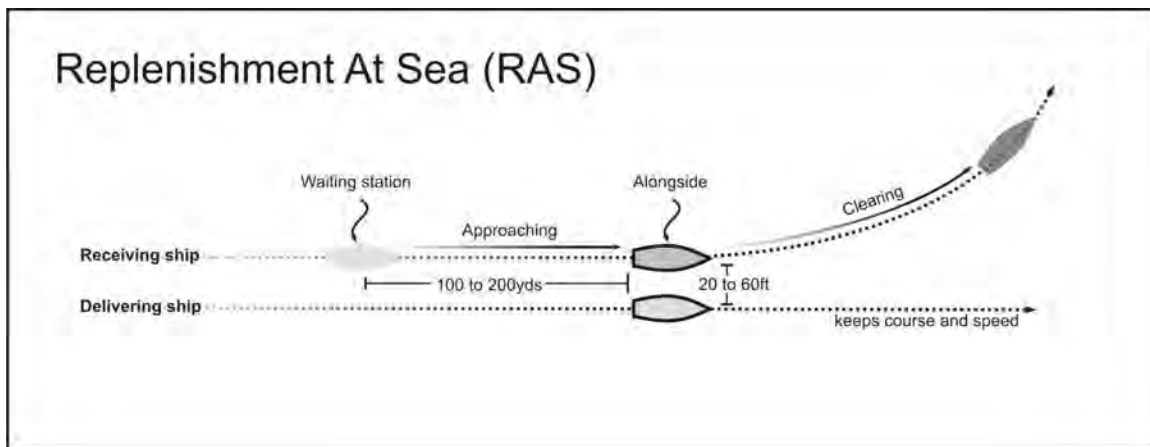 Replenishment At Sea (RAS)
Waiting station
Alongside
Clearing
Approaching
Receiving ship
100 to 200yds
20 to 60ft
Delivering ship
keeps course and speed